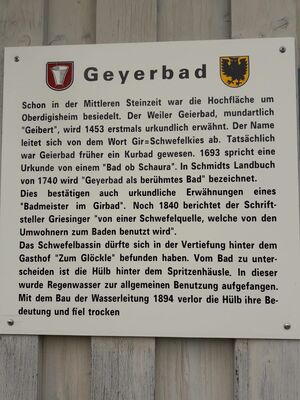 Geyerbad
Schon in der Mittleren Steinzeit war die Hochfläche um
Oberdigisheim besiedelt. Der Weiler Geierbad, mundartlich
"Geibert", wird 1453 erstmals urkundlich erwähnt. Der Name
leitet sich von dem Wort Gir=Schwefelkies ab. Tatsächlich
war Geierbad früher ein Kurbad gewesen. 1693 spricht eine
Urkunde von einem "Bad ob Schaura". In Schmidts Landbuch
von 1740 wird "Geyerbad als berühmtes Bad" bezeichnet.
Dies bestätigen auch urkundliche Erwähnungen eines
"Badmeister im Girbad". Noch 1840 berichtet der Schrift-
steller Griesinger "von einer Schwefelquelle, welche von den
Umwohnern zum Baden benutzt wird".
Das Schwefelbassin dürfte sich in der Vertiefung hinter dem
Gasthof "Zum Glöckle" befunden haben. Vom Bad zu unter-
scheiden ist die Hülb hinter dem Spritzenhäusle. In dieser
wurde Regenwasser zur allgemeinen Benutzung aufgefangen.
Mit dem Bau der Wasserleitung 1894 verlor die Hülb ihre Be-
deutung und fiel trocken